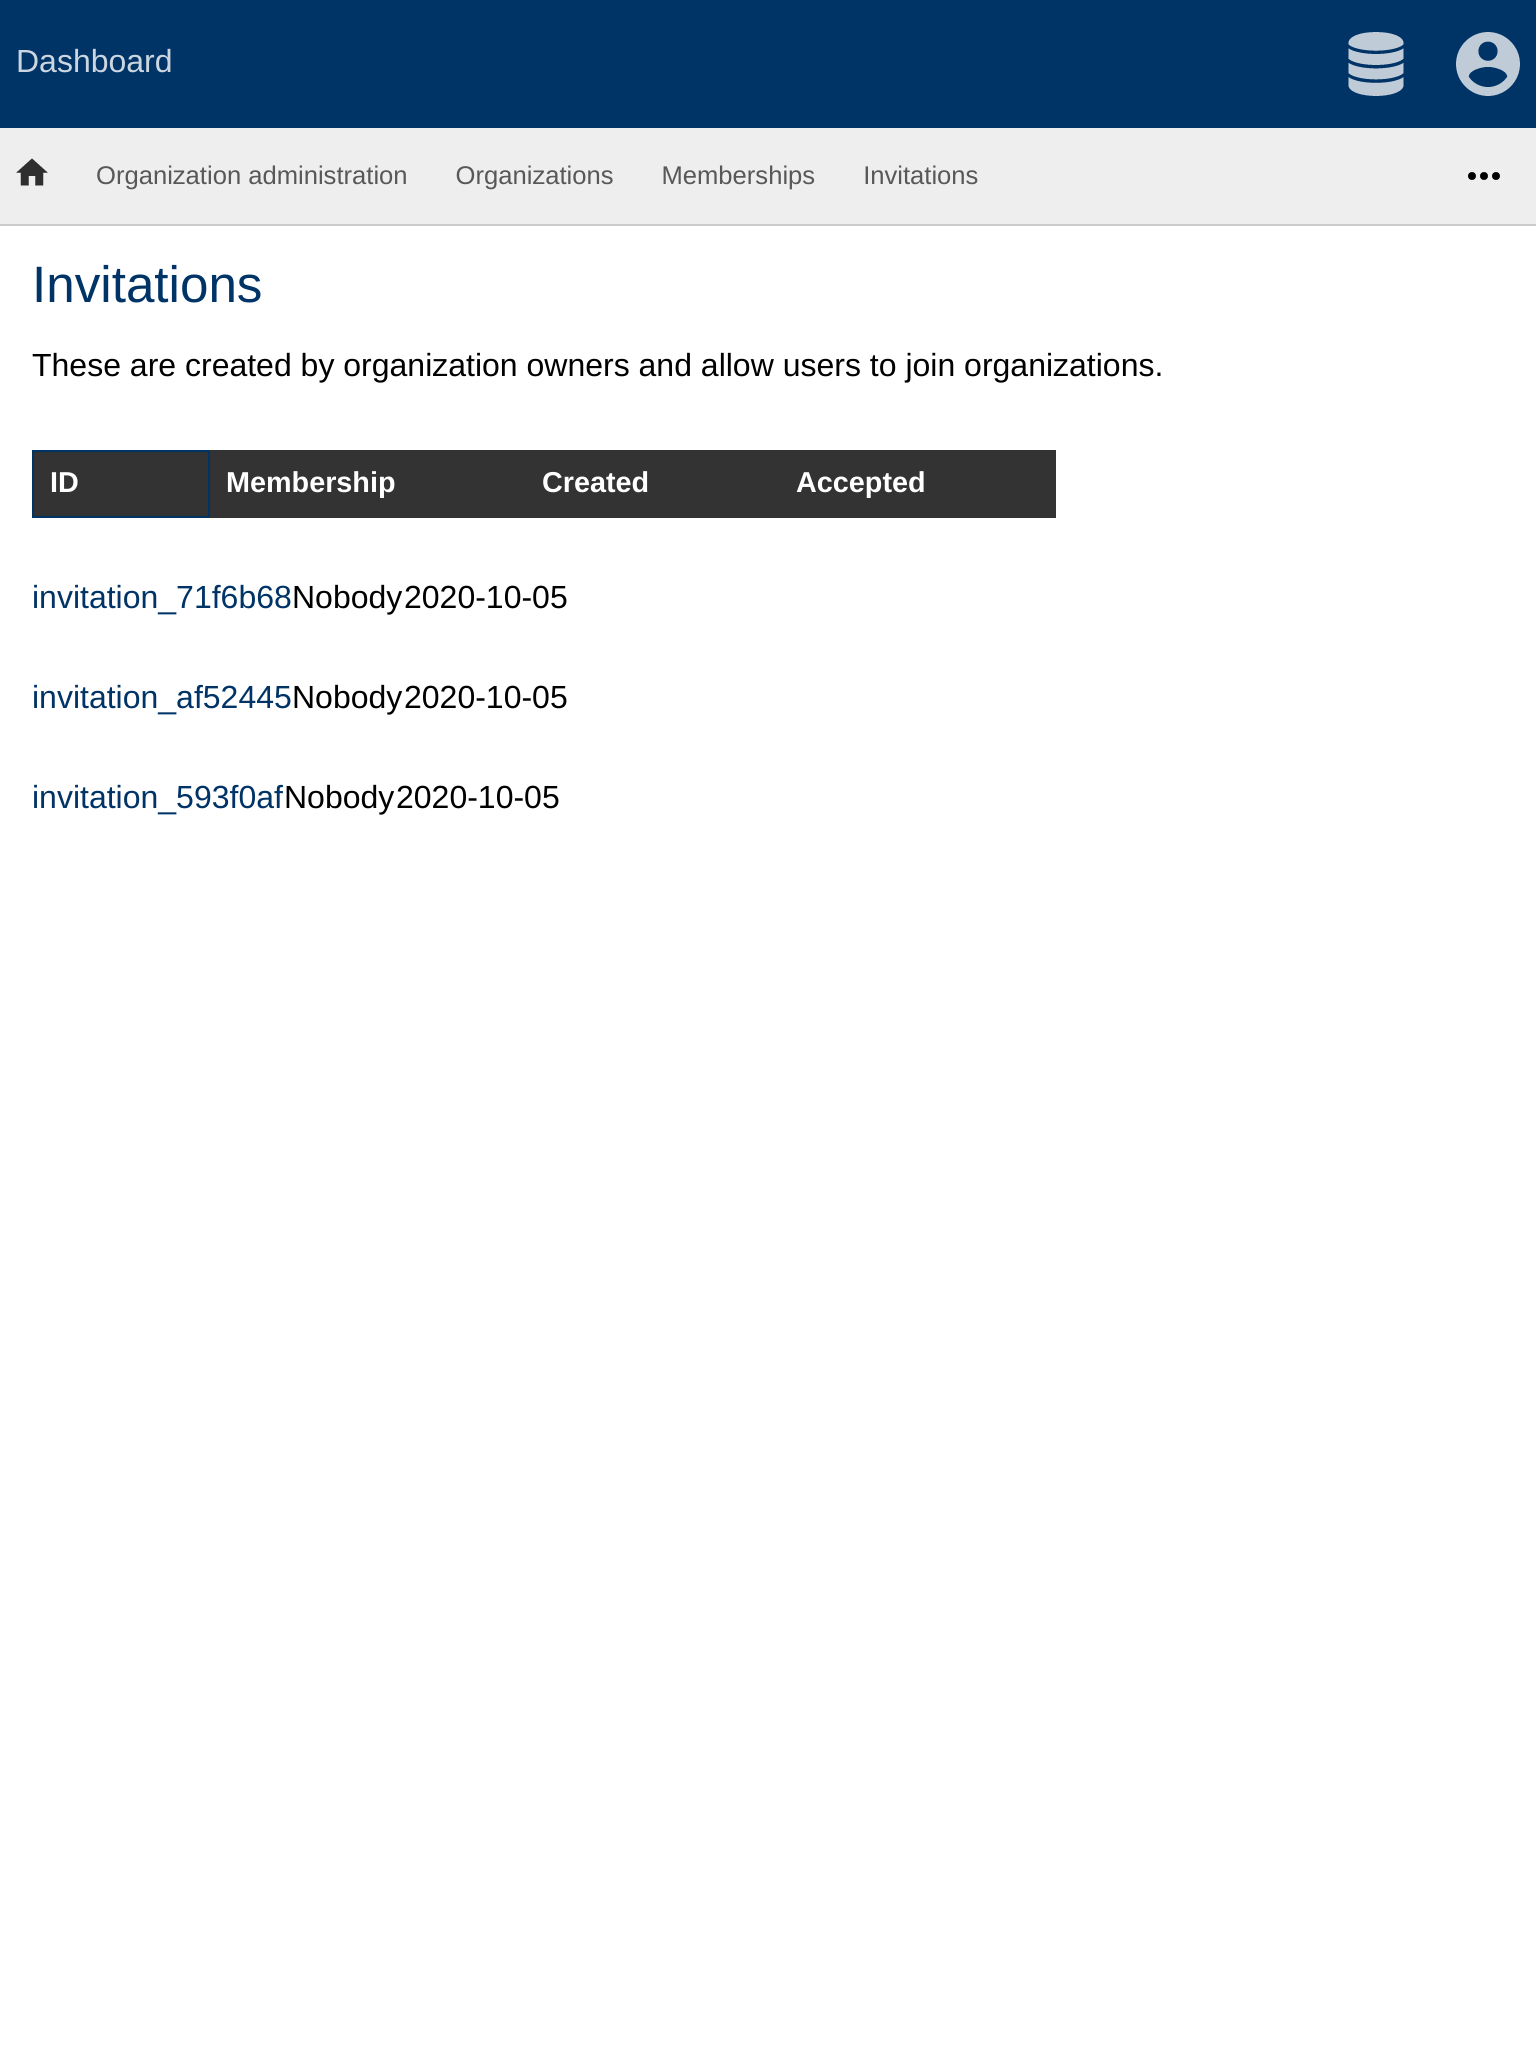 Dashboard
Organization administration Organizations Memberships Invitations
Invitations
These are created by organization owners and allow users to join organizations.
ID Membership Created Accepted
invitation_71f6b68Nobody2020-10-05
invitation_af52445Nobody2020-10-05
invitation_593f0afNobody2020-10-05